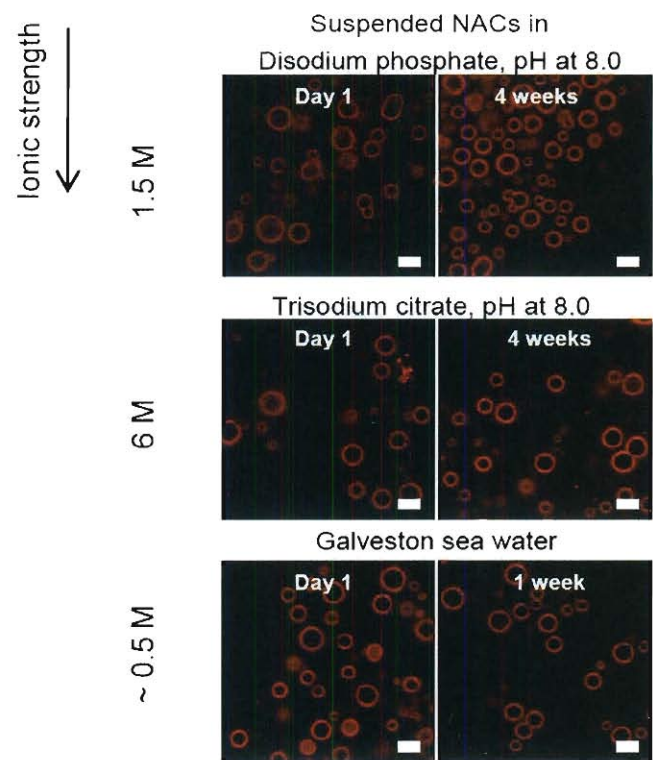 Suspended NACs in
Disodium phosphate, pH at 8.0
Ionic strength
Day 1
4 weeks
1.5 M
Trisodium citrate, pH at 8.0
Day 1
4 weeks
6 M
Galveston sea water
Day 1
1 week
~ 0.5 M